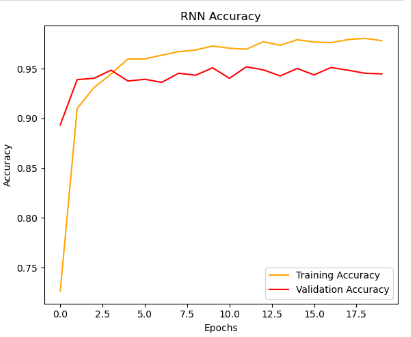 RNN Accuracy
Accuracy
0.95
0.90
0.85
0.80
0.75
Training Accuracy
Validation Accuracy
0.0 2.5 5.0 7.5 10.0 12.5 15.0 17.5
Epochs